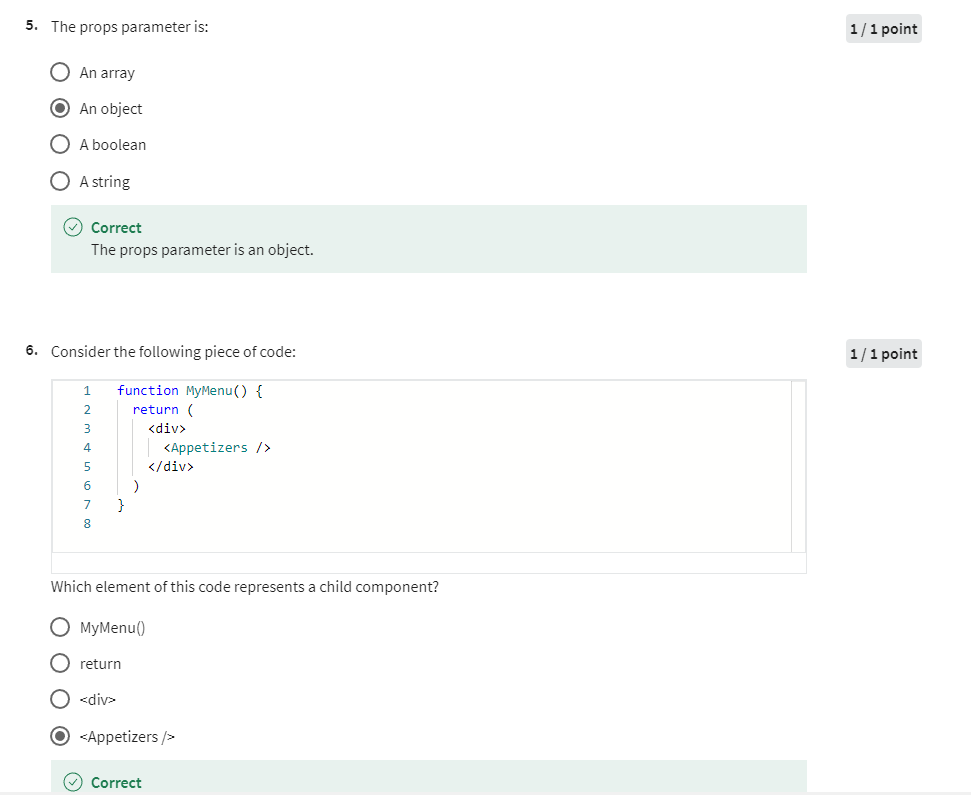 5. The props parameter is:
1 / 1 point
An array
An object
A boolean
A string
Correct
The props parameter is an object.
6. Consider the following piece of code:
1 / 1 point
1 function MyMenu() {
2 return (
3 <div>
4 <Appetizers />
5 </div>
6 )
7 }
8
Which element of this code represents a child component?
MyMenu()
return
<div>
<Appetizers />
Correct